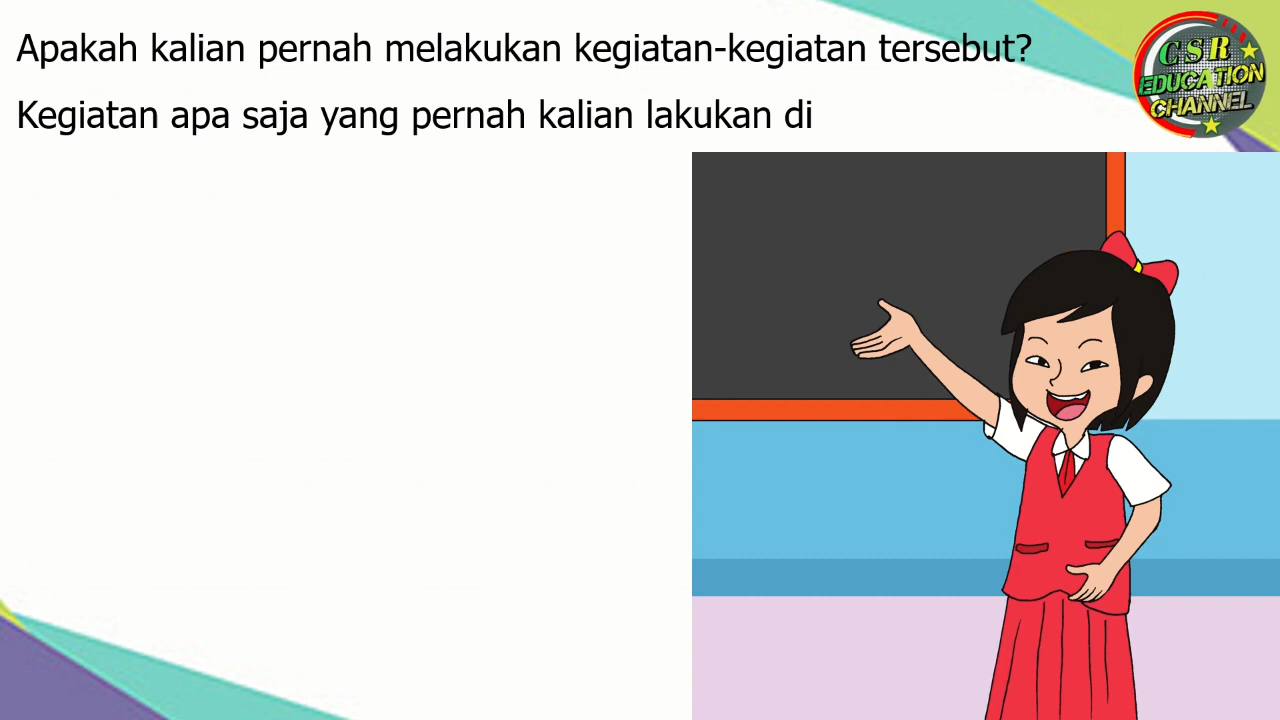 Apakah kalian pernah melakukan kegiatan-kegiatan tersebut?
Kegiatan apa saja yang pernah kalian lakukan di
CSR
EDUCATION
CHANNEL